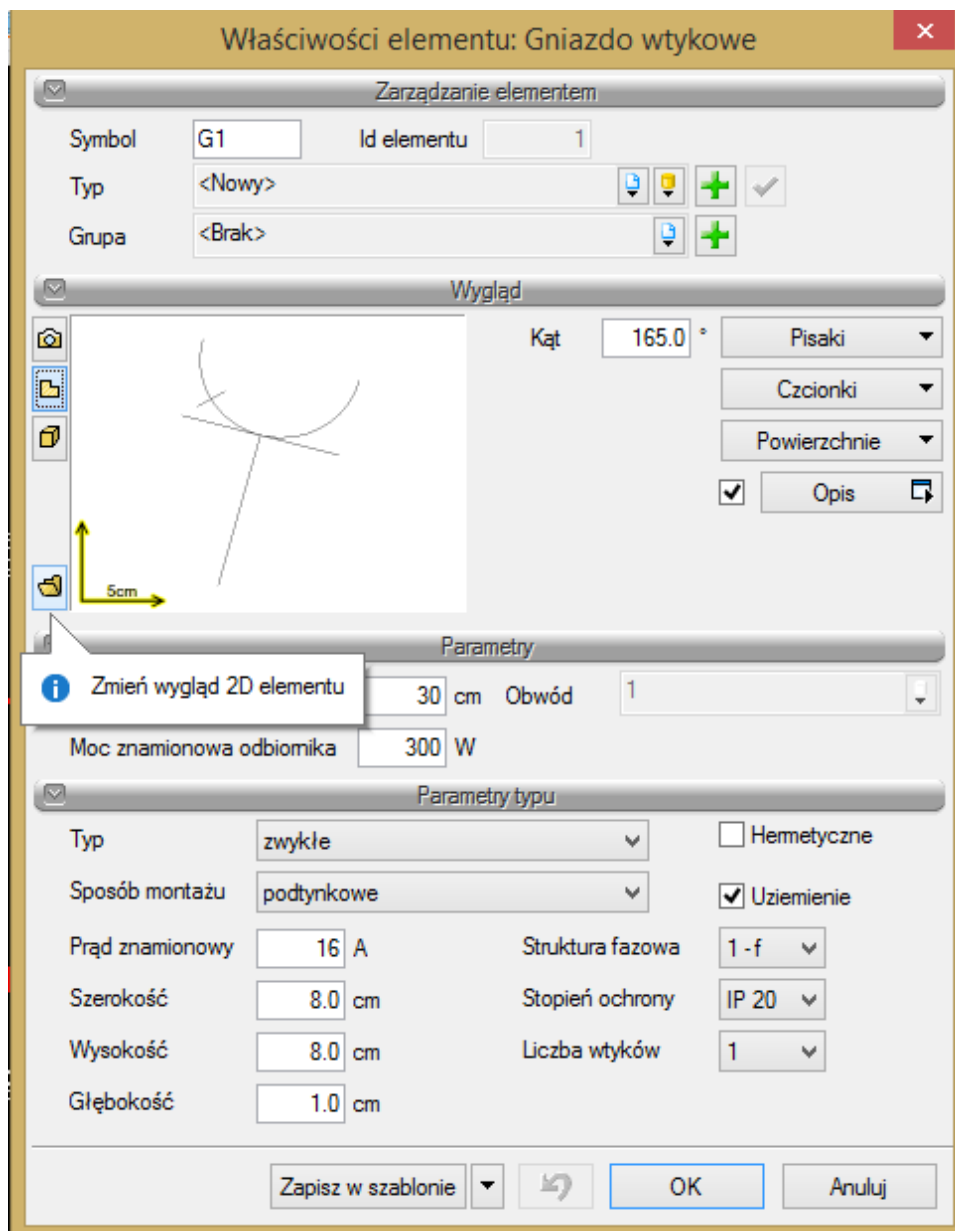 Właściwości elementu: Gniazdo wtykowe
Zarządzanie elementem
Symbol G1 Id elementu 1
Typ <Nowy>
Grupa <Brak>
Wygląd
Kąt 165.0 ° Pisaki
Czcionki
Powierzchnie
Opis
5cm
Parametry
Zmień wygląd 2D elementu 30 cm Obwód 1
Moc znamionowa odbiornika 300 W
Parametry typu
Typ zwykłe Hermetyczne
Sposób montażu podtynkowe Uziemienie
Prąd znamionowy 16 A Struktura fazowa 1 -f
Szerokość 8.0 cm Stopień ochrony IP 20
Wysokość 8.0 cm Liczba wtyków 1
Głębokość 1.0 cm
Zapisz w szablonie OK Anuluj